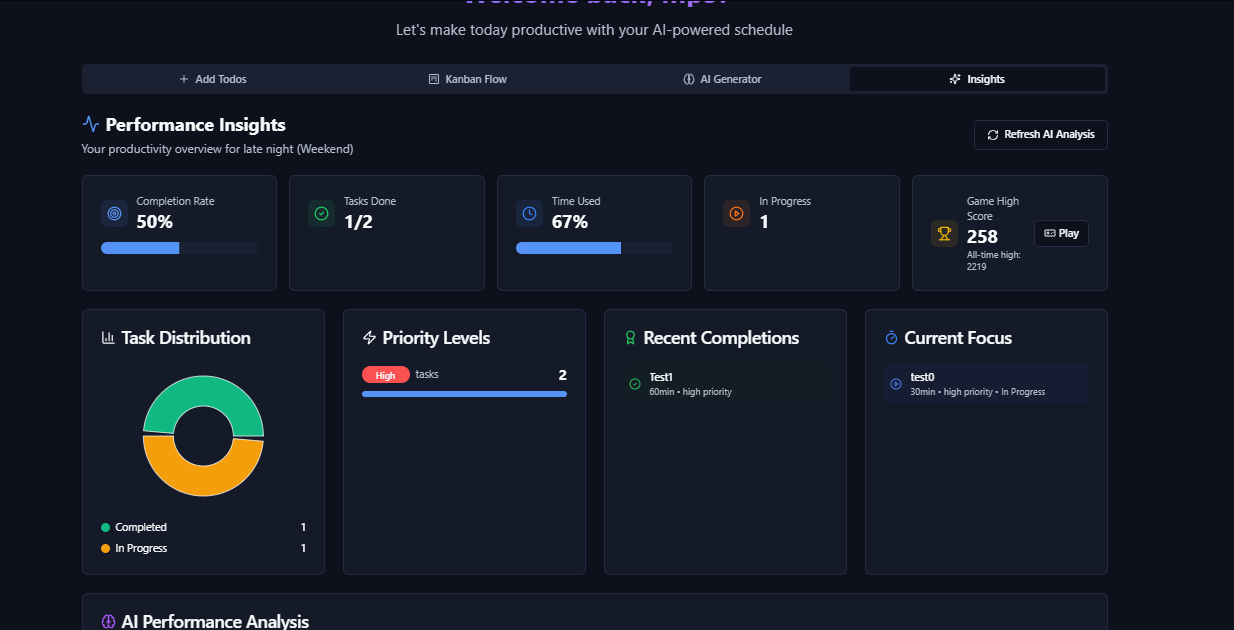 Let's make today productive with your AI-powered schedule
Add Todos
Kanban Flow
AI Generator
Insights
Performance Insights
Your productivity overview for late night (Weekend)
Refresh AI Analysis
Completion Rate
50%
Tasks Done
1/2
Time Used
67%
In Progress
1
Game High
Score
258
All-time high:
2219
Play
Task Distribution
Completed 1
In Progress 1
Priority Levels
High tasks 2
Recent Completions
Test1
60min • high priority
Current Focus
test0
30min • high priority • In Progress
AI Performance Analysis